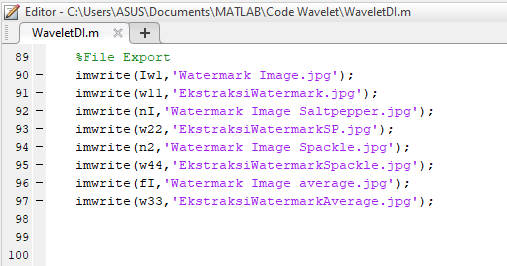 Editor - C:\Users\ASUS\Documents\MATLAB\Code Wavelet\WaveletDI.m
WaveletDI.m × +
89 %File Export
90 – imwrite(Iw1,'Watermark Image.jpg');
91 – imwrite(w11,'EkstraksiWatermark.jpg');
92 – imwrite(nI,'Watermark Image Saltpepper.jpg');
93 – imwrite(w22,'EkstraksiWatermarkSP.jpg');
94 – imwrite(n2,'Watermark Image Spackle.jpg');
95 – imwrite(w44,'EkstraksiWatermarkSpackle.jpg');
96 – imwrite(fI,'Watermark Image average.jpg');
97 – imwrite(w33,'EkstraksiWatermarkAverage.jpg');
98
99
100